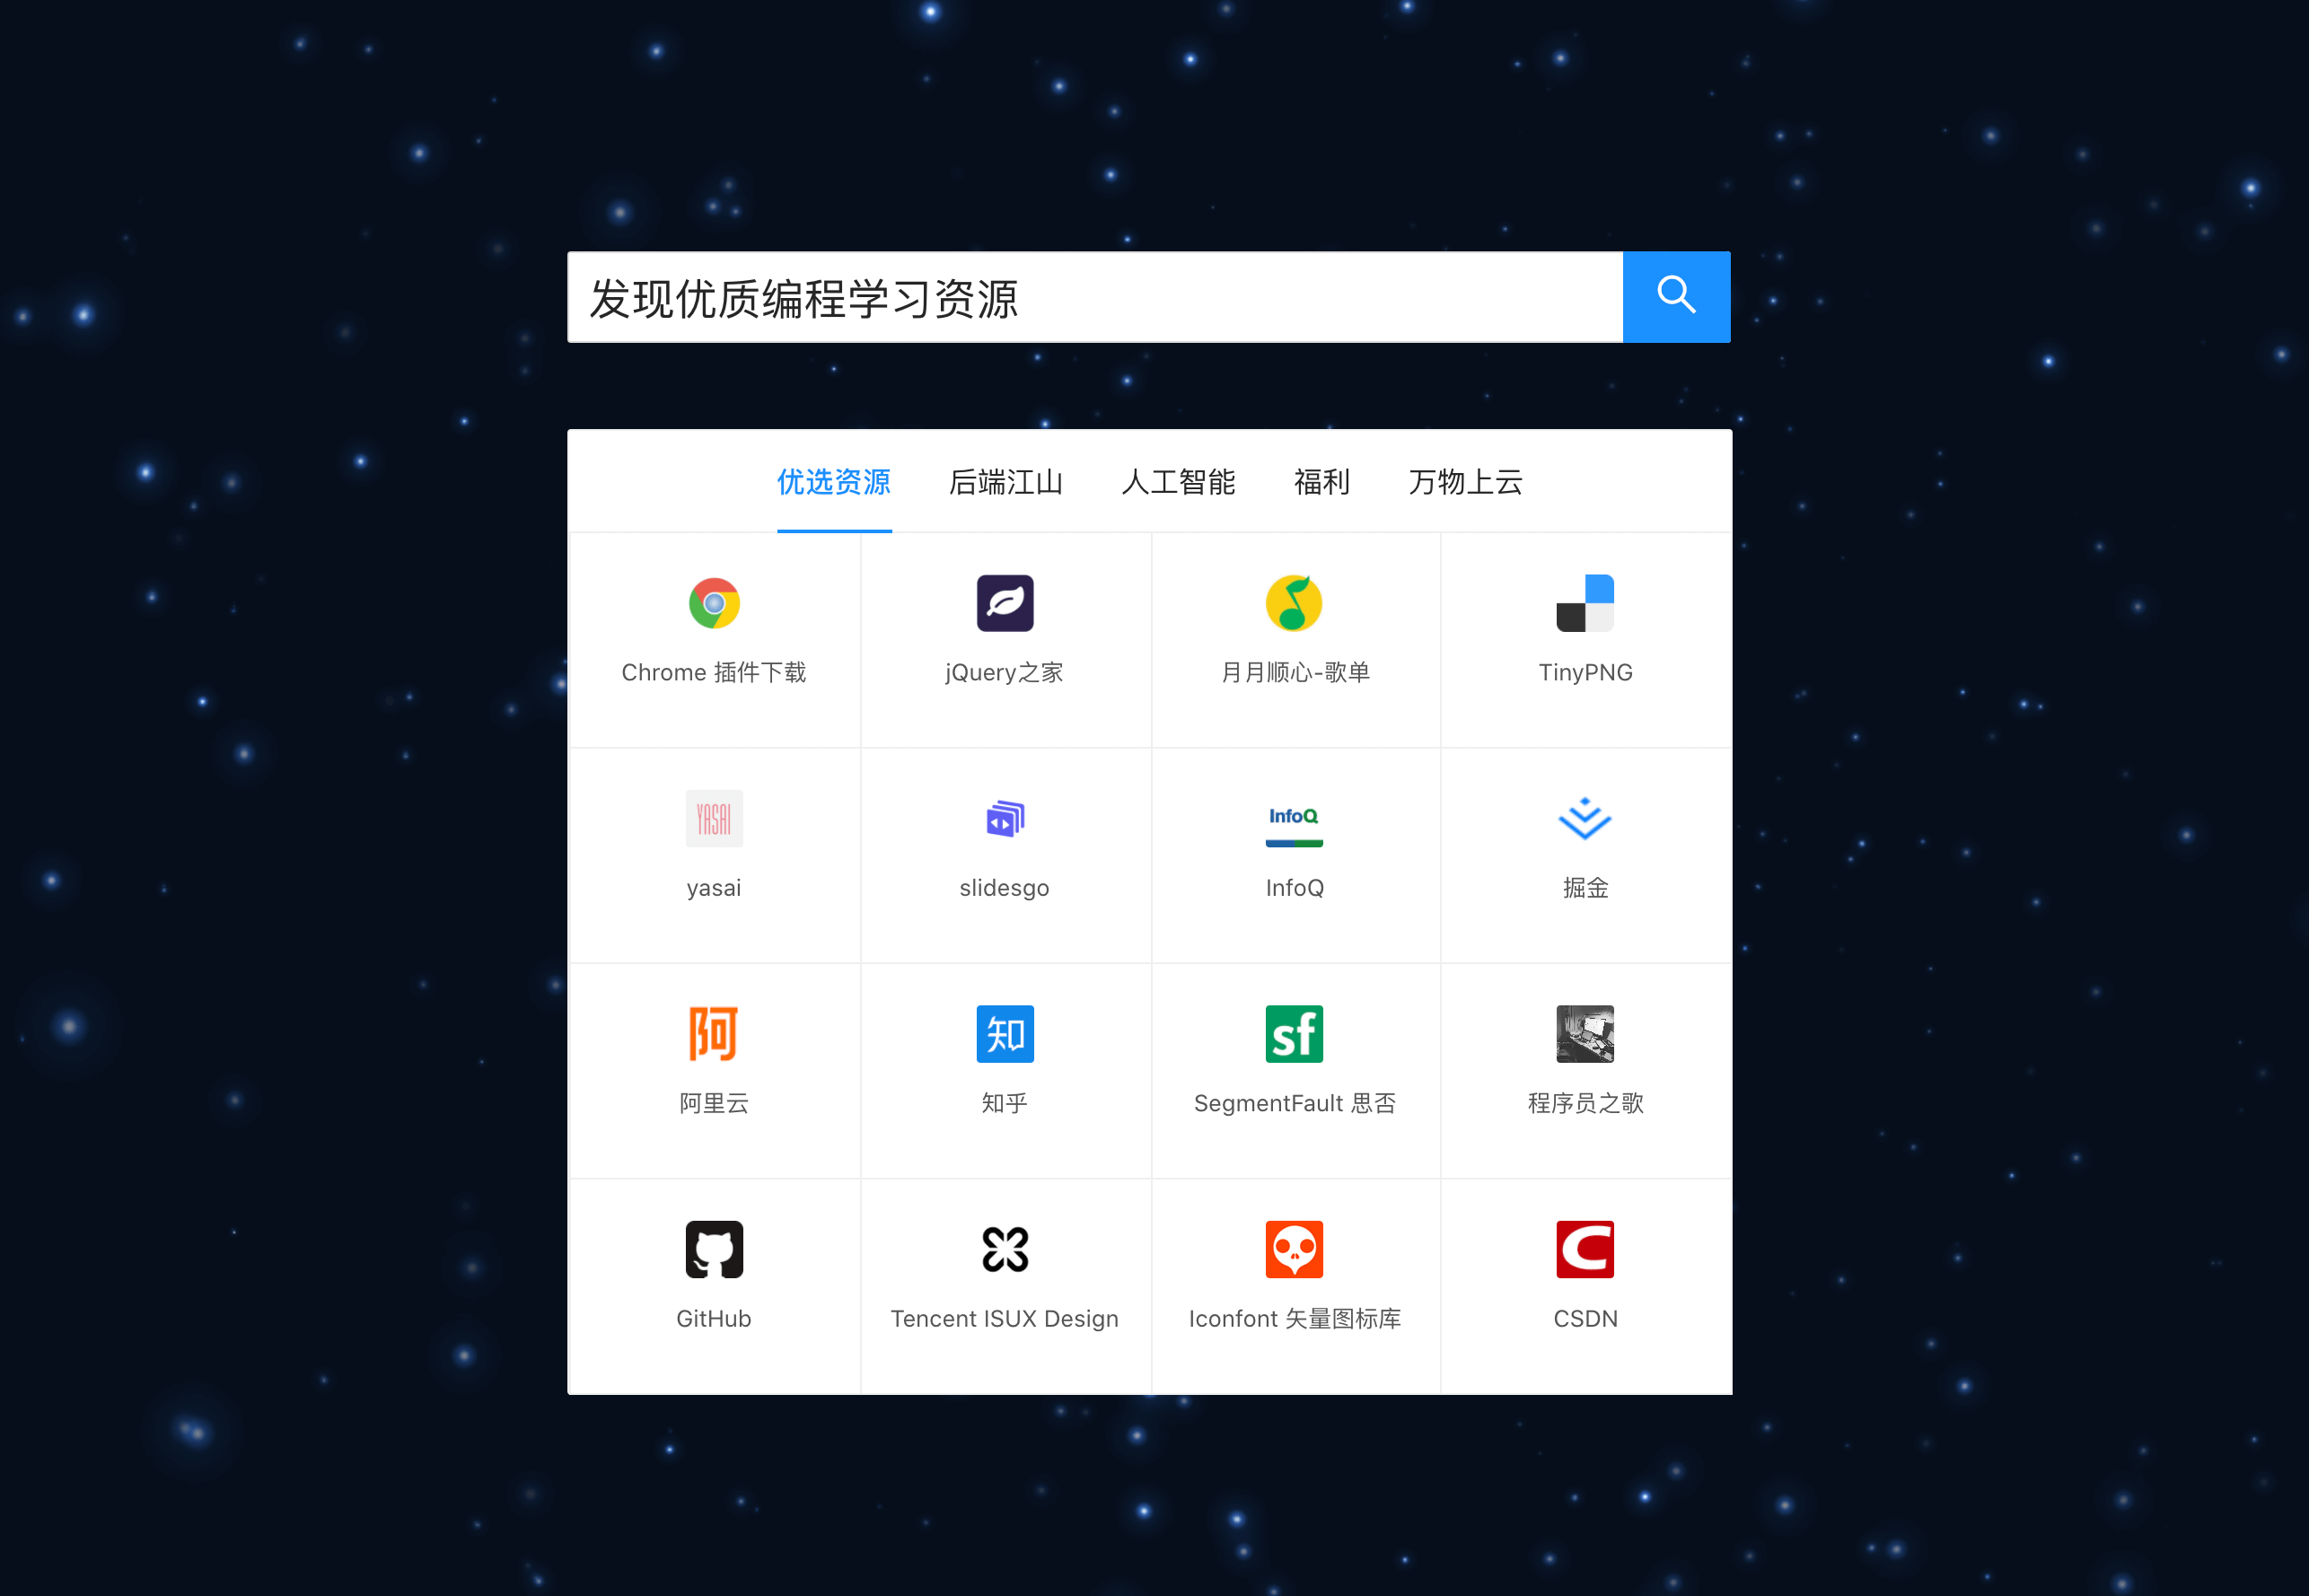 发现优质编程学习资源
优选资源 后端江山 人工智能 福利 万物上云
Chrome 插件下载 jQuery之家 月月顺心-歌单 TinyPNG
YASAI InfoQ
yasai slidesgo InfoQ 掘金
阿 知 sf
阿里云 知乎 SegmentFault 思否 程序员之歌
C
GitHub Tencent ISUX Design Iconfont 矢量图标库 CSDN